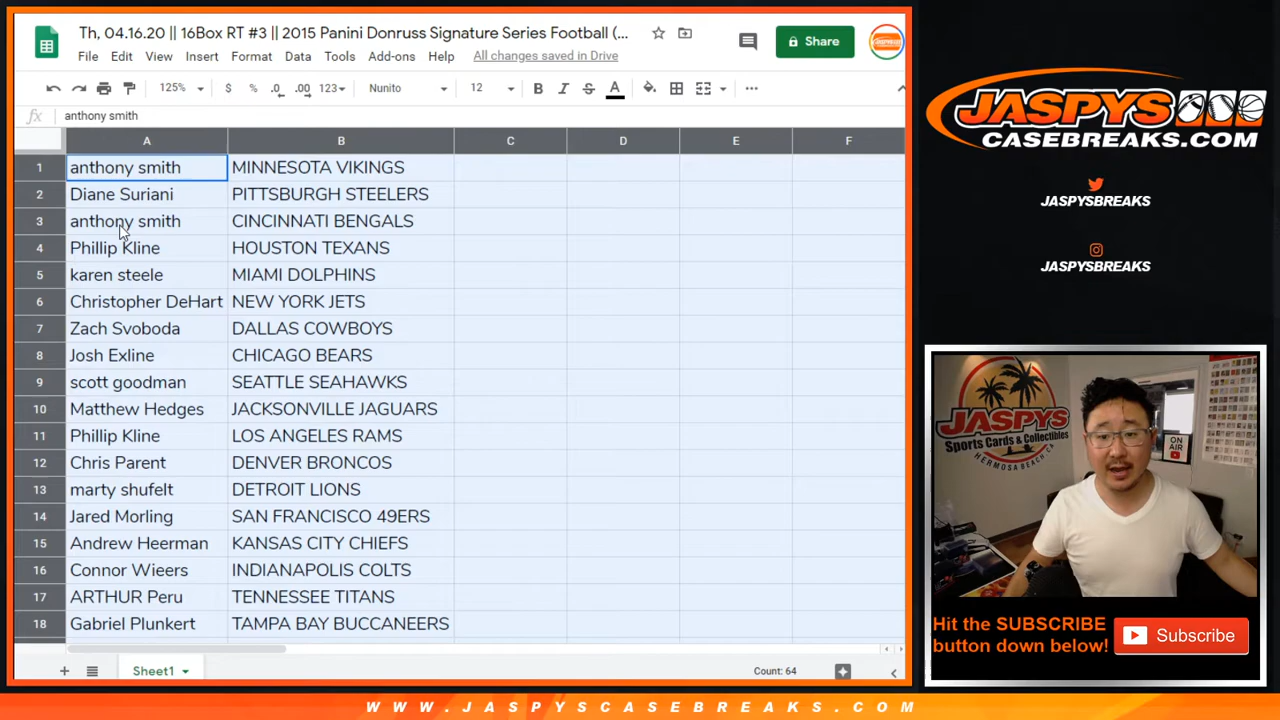 Th, 04.16.20 || 16Box RT #3 || 2015 Panini Donruss Signature Series Football (...
File Edit View Insert Format Data Tools Add-ons Help All changes saved in Drive
Share
125% $ % .0 .00 123 Nunito 12 B I S A
fx anthony smith
A B C D E F
1 anthony smith MINNESOTA VIKINGS
2 Diane Suriani PITTSBURGH STEELERS
3 anthony smith CINCINNATI BENGALS
4 Phillip Kline HOUSTON TEXANS
5 karen steele MIAMI DOLPHINS
6 Christopher DeHart NEW YORK JETS
7 Zach Svoboda DALLAS COWBOYS
8 Josh Exline CHICAGO BEARS
9 scott goodman SEATTLE SEAHAWKS
10 Matthew Hedges JACKSONVILLE JAGUARS
11 Phillip Kline LOS ANGELES RAMS
12 Chris Parent DENVER BRONCOS
13 marty shufelt DETROIT LIONS
14 Jared Morling SAN FRANCISCO 49ERS
15 Andrew Heerman KANSAS CITY CHIEFS
16 Connor Wieers INDIANAPOLIS COLTS
17 ARTHUR Peru TENNESSEE TITANS
18 Gabriel Plunkert TAMPA BAY BUCCANEERS
Sheet1
Count: 64
JASPYS
CASEBREAKS.COM
JASPYSBREAKS
JASPYSBREAKS
JASPYS
Sports Cards & Collectibles
HERMOSA BEACH, CA
ON
AIR
Hit the SUBSCRIBE
button down below!
Subscribe
WWW.JASPYSCASEBREAKS.COM